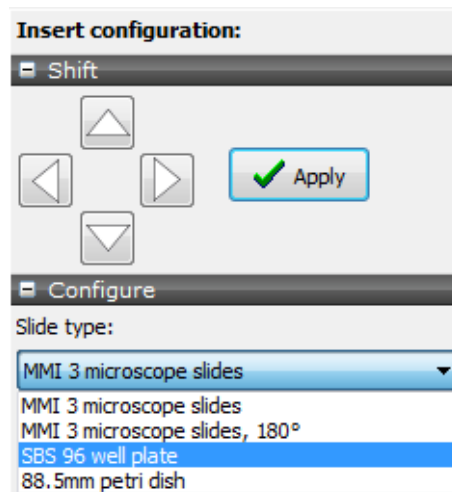 Insert configuration:
Shift
Apply
Configure
Slide type:
MMI 3 microscope slides
MMI 3 microscope slides
MMI 3 microscope slides, 180°
SBS 96 well plate
88.5mm petri dish